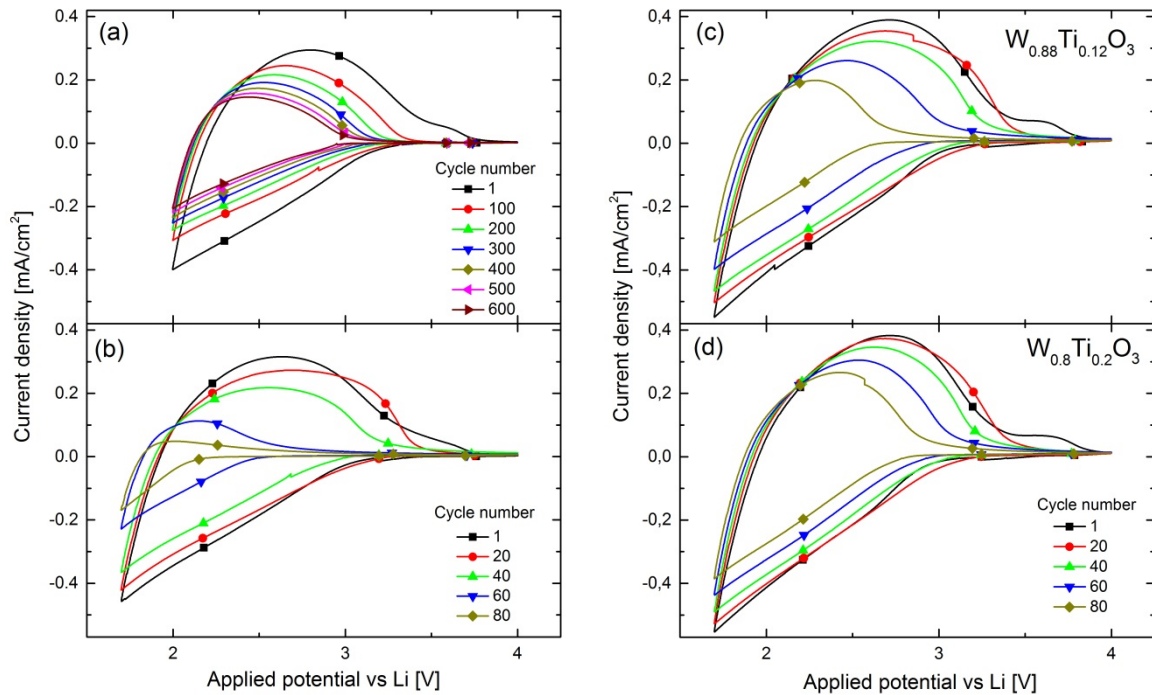 (a)
0.4
0.2
0.0
-0.2
-0.4
Cycle number
1
100
200
300
400
500
600
(c)
W0.88Ti0.12O3
(b)
0.4
0.2
0.0
-0.2
-0.4
Cycle number
1
20
40
60
80
(d)
W0.8Ti0.2O3
0.4
0.2
0.0
-0.2
-0.4
0.4
0.2
0.0
-0.2
-0.4
Cycle number
1
20
40
60
80
2 3 4
2 3 4
Current density [mA/cm²]
Current density [mA/cm²]
Applied potential vs Li [V]
Applied potential vs Li [V]